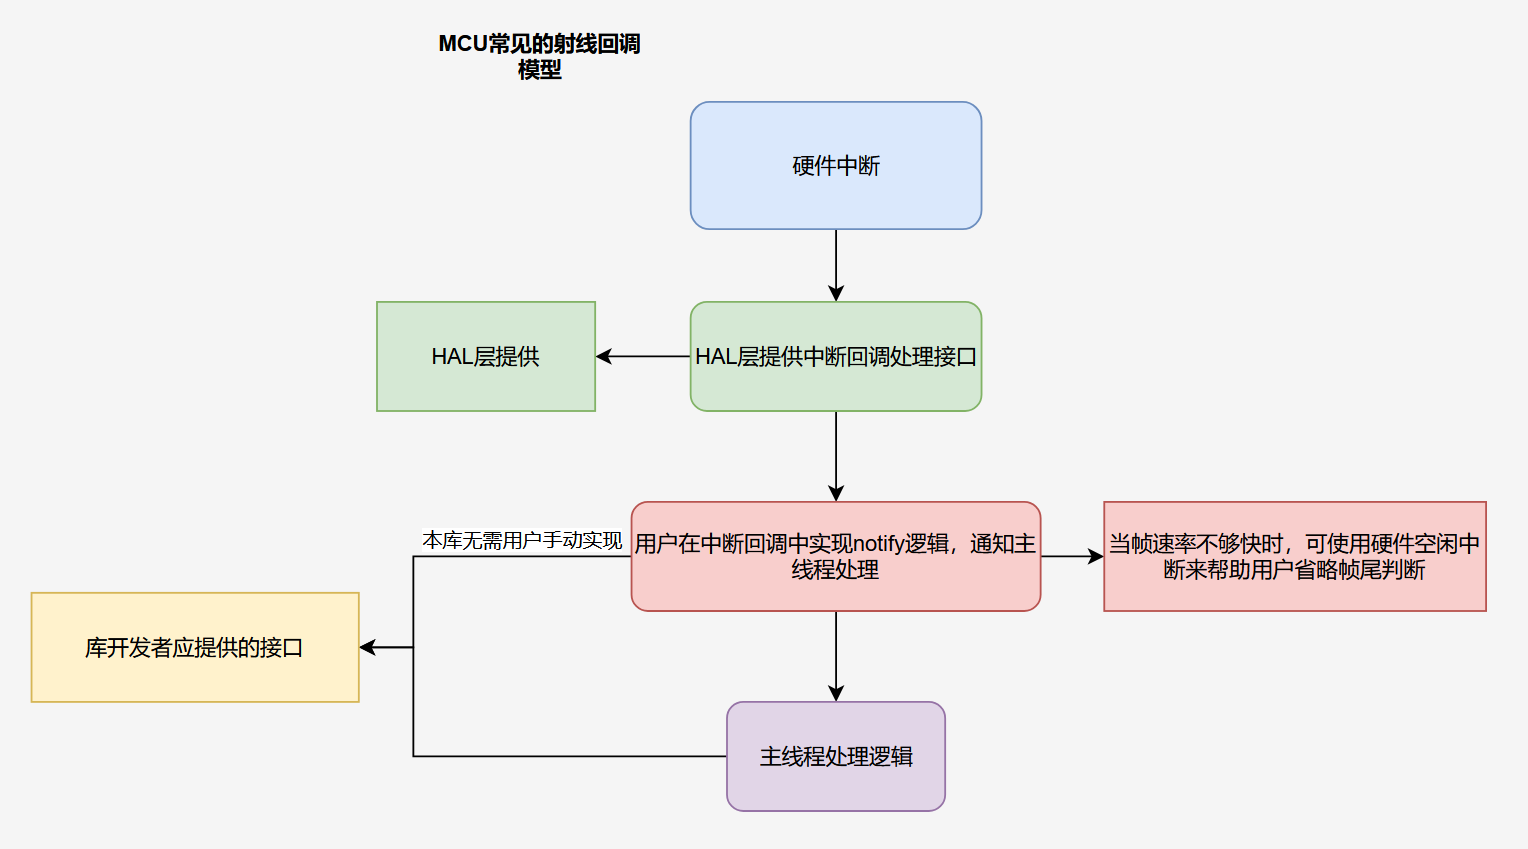 MCU常见的射线回调
模型
硬件中断
HAL层提供
HAL层提供中断回调处理接口
本库无需用户手动实现
用户在中断回调中实现notify逻辑，通知主
线程处理
当帧速率不够快时，可使用硬件空闲中
断来帮助用户省略帧尾判断
库开发者应提供的接口
主线程处理逻辑